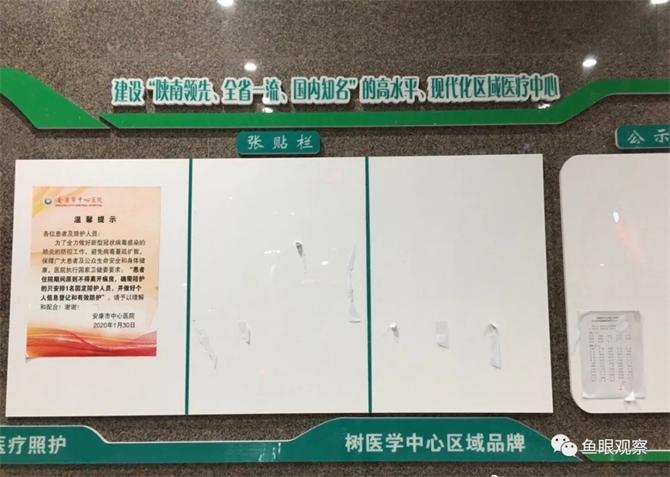 建设“陕南领先、全省一流、国内知名”的高水平、现代化区域医疗中心
张贴栏
公示
安康市中心医院
温馨提示
各位患者及陪护人员：
为了全力做好新型冠状病毒感染的
肺炎的防控工作，避免病毒蔓延扩散，
保障广大患者及公众生命安全和身体健
康，医院执行国家卫健委要求：“患者
住院期间原则不得离开病房，确需陪护
的只安排1名固定陪护人员，并做好个
人信息登记和有效防护”，请予以理解
和配合！谢谢！
安康市中心医院
2020年1月30日
医疗照护
树医学中心区域品牌
鱼眼观察